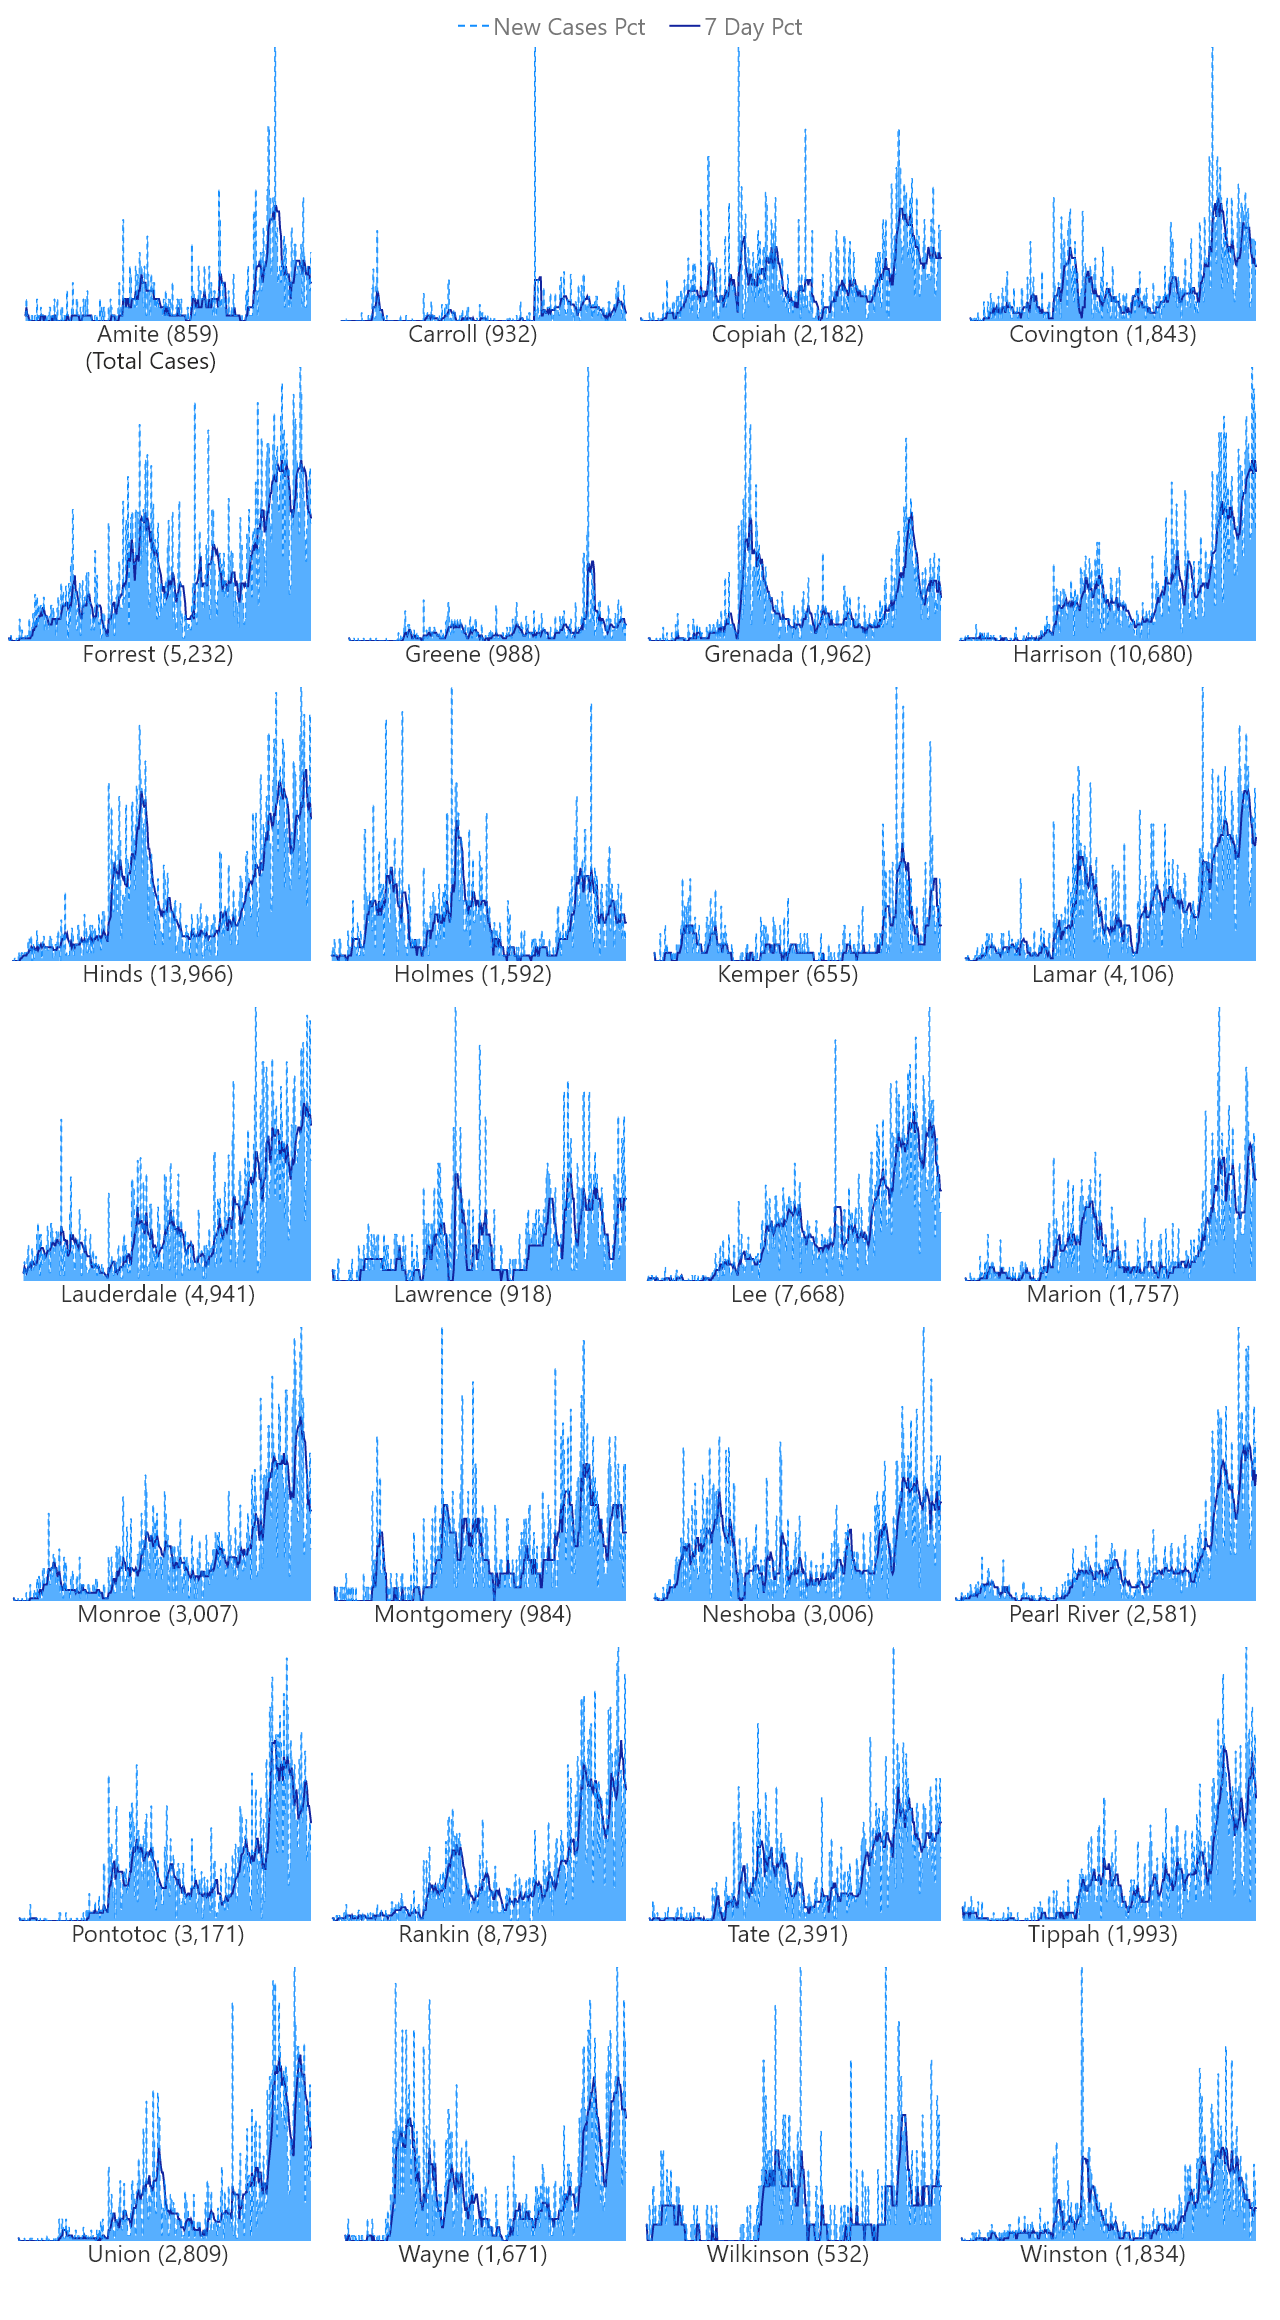 New Cases Pct 7 Day Pct
Amite (859) Carroll (932) Copiah (2,182) Covington (1,843)
(Total Cases)
Forrest (5,232) Greene (988) Grenada (1,962) Harrison (10,680)
Hinds (13,966) Holmes (1,592) Kemper (655) Lamar (4,106)
Lauderdale (4,941) Lawrence (918) Lee (7,668) Marion (1,757)
Monroe (3,007) Montgomery (984) Neshoba (3,006) Pearl River (2,581)
Pontotoc (3,171) Rankin (8,793) Tate (2,391) Tippah (1,993)
Union (2,809) Wayne (1,671) Wilkinson (532) Winston (1,834)